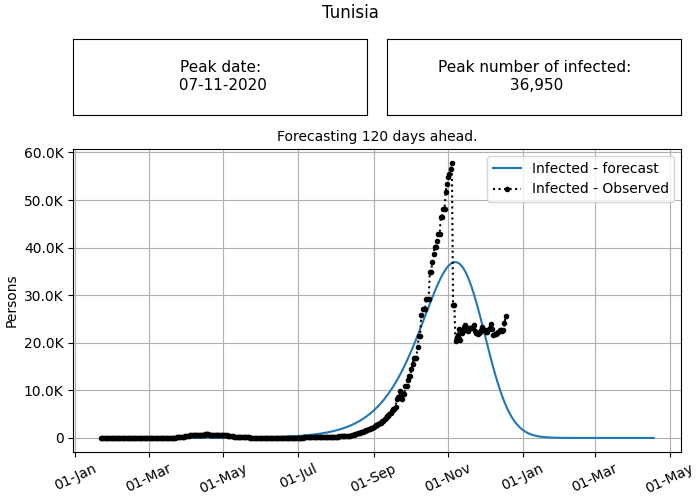 Tunisia
Peak date:
07-11-2020
Peak number of infected:
36,950
Forecasting 120 days ahead.
60.0K
50.0K
40.0K
30.0K
20.0K
10.0K
0
Persons
Infected - forecast
Infected - Observed
01-Jan
01-Mar
01-May
01-Jul
01-Sep
01-Nov
01-Jan
01-Mar
01-May